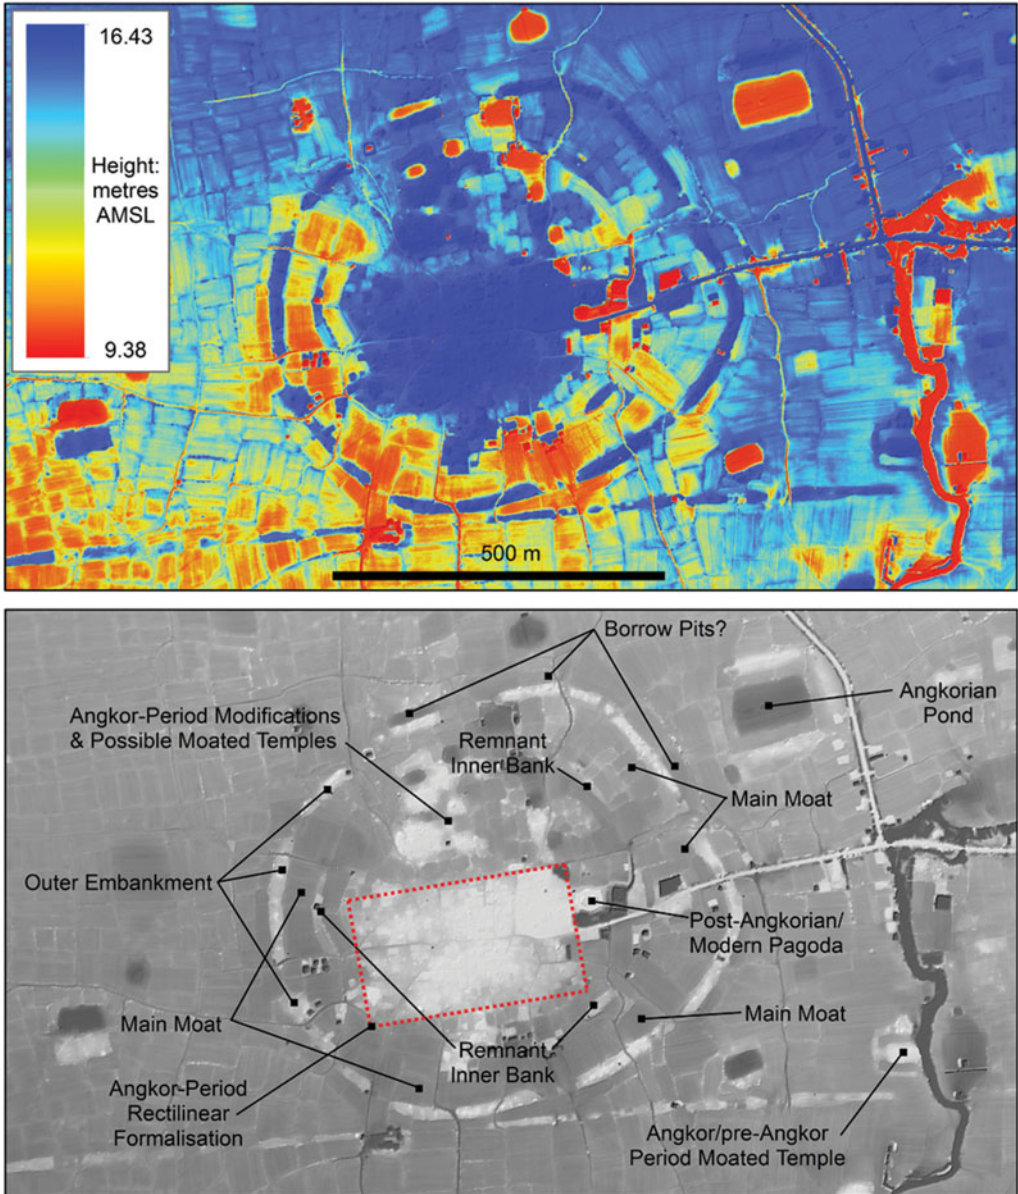 16.43
Height:
metres
AMSL
9.38
500 m
Borrow Pits?
Angkorian
Pond
Angkor-Period Modifications
& Possible Moated Temples
Remnant
Inner Bank
Main Moat
Outer Embankment
Post-Angkorian/
Modern Pagoda
Main Moat
Main Moat
Remnant
Inner Bank
Angkor-Period
Rectilinear
Formalisation
Angkor/pre-Angkor
Period Moated Temple